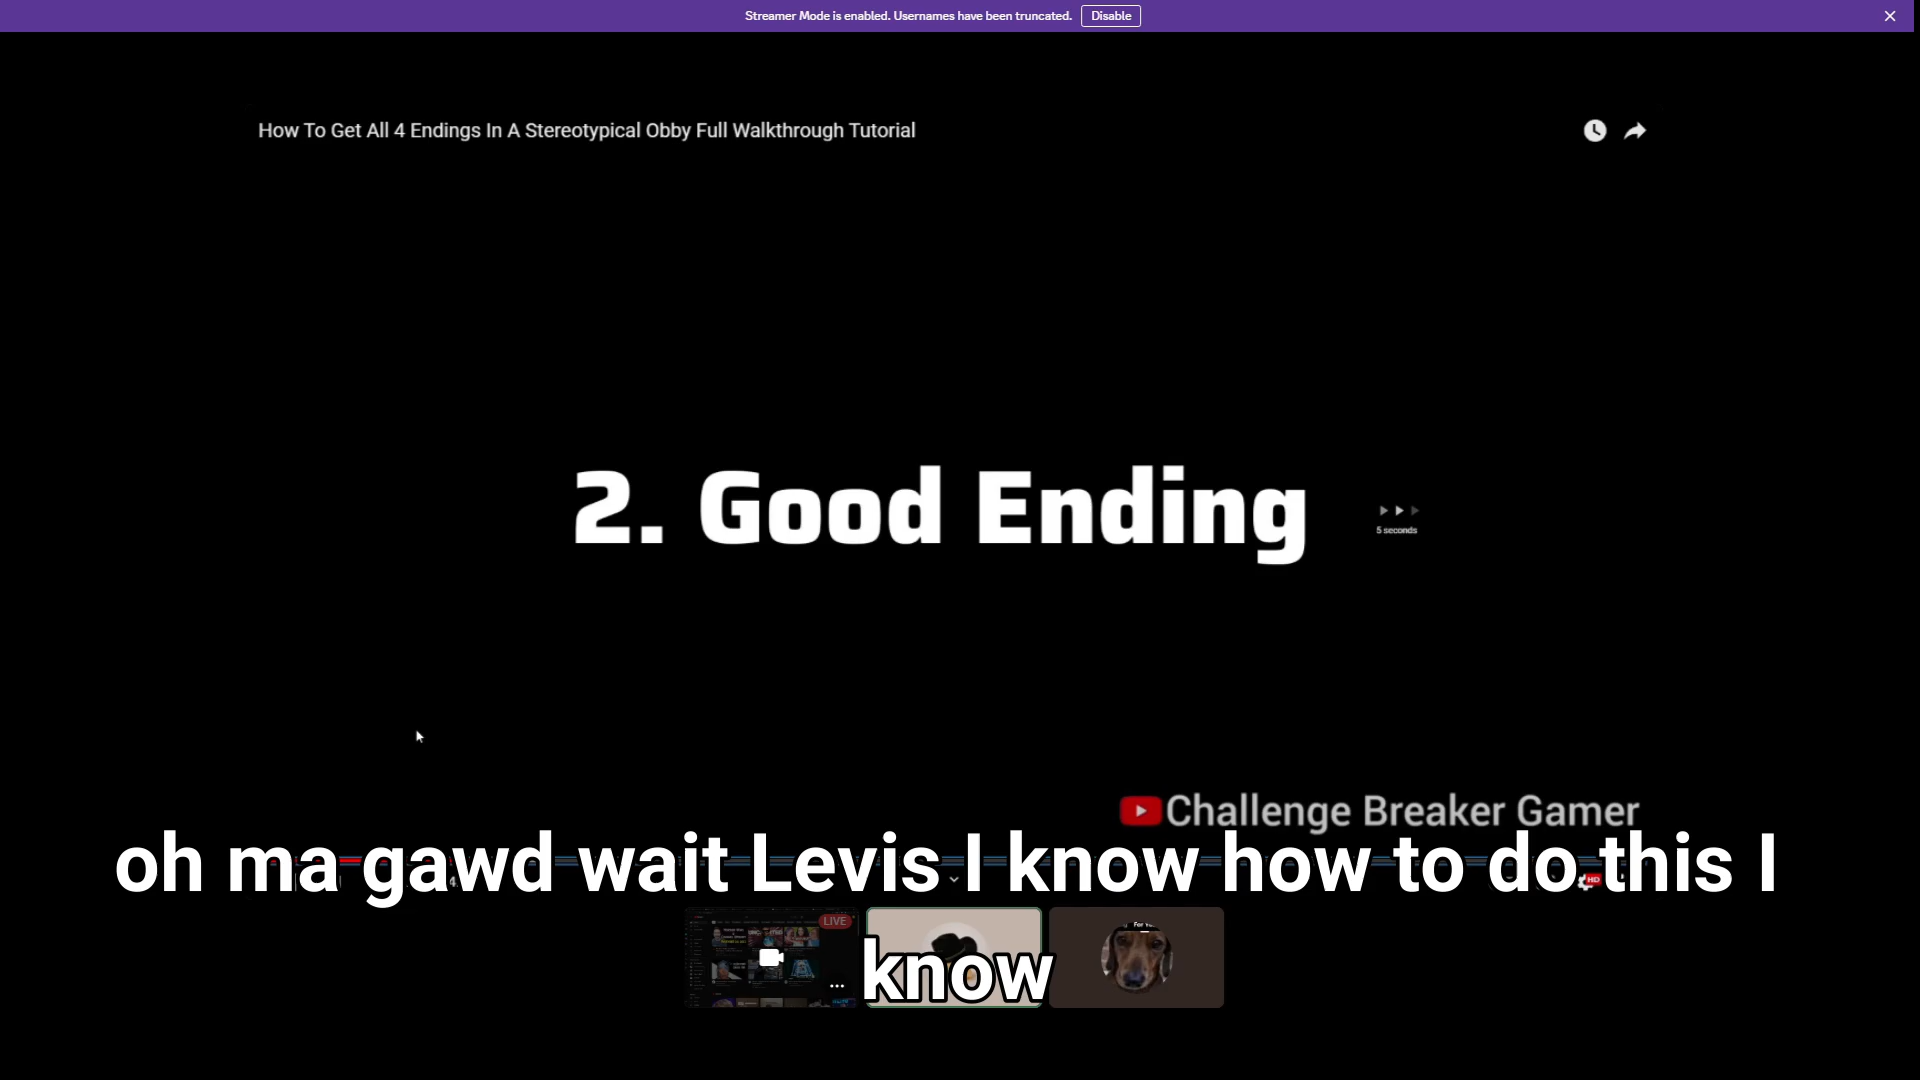 Streamer Mode is enabled. Usernames have been truncated. Disable
How To Get All 4 Endings In A Stereotypical Obby Full Walkthrough Tutorial
2. Good Ending
5 seconds
Challenge Breaker Gamer
oh ma gawd wait Levis I know how to do this I
HD
LIVE
know